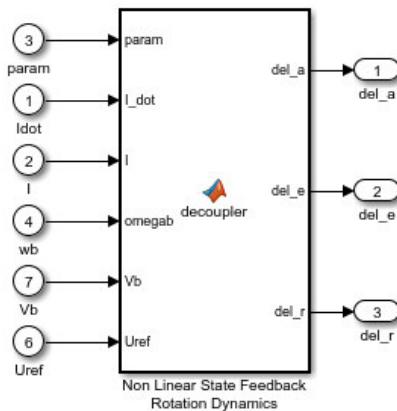 3
param
param
1
Idot
I_dot
2
I
I
4
wb
omegab
7
Vb
Vb
6
Uref
Uref
decoupler
del_a
1
del_a
del_e
2
del_e
del_r
3
del_r
Non Linear State Feedback
Rotation Dynamics